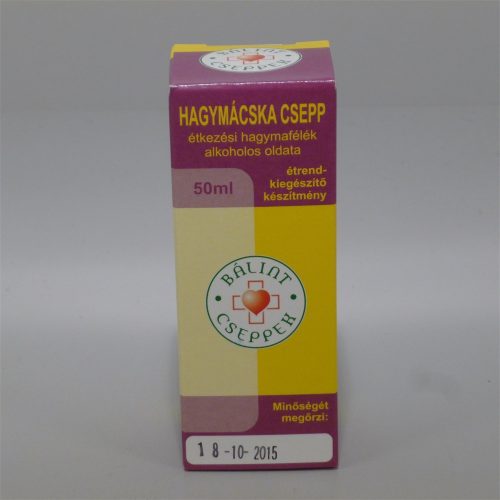 BÁLINT
CSEPPEK
HAGYMÁCSKA CSEPP
étkezési hagymafélék
alkoholos oldata
50ml
étrend-
kiegészítő
készítmény
BÁLINT
CSEPPEK
Minőségét
megőrzi:
18-10-2015